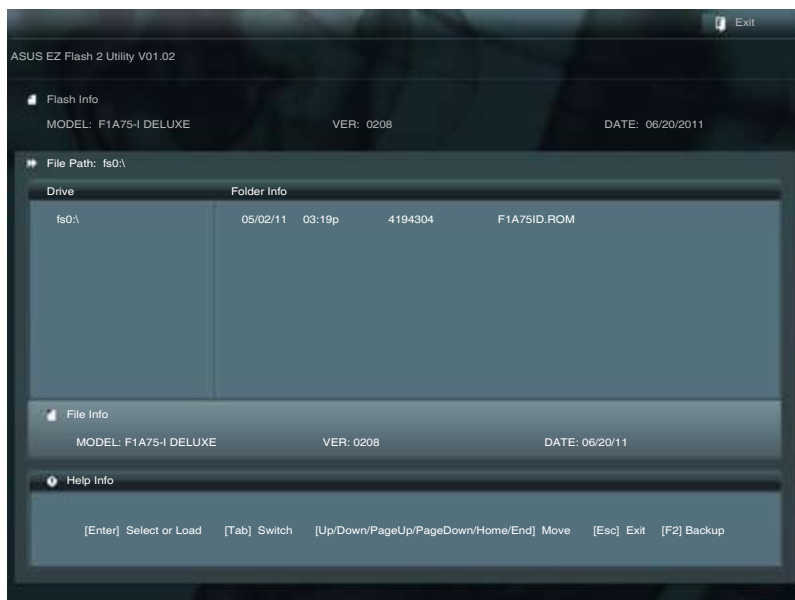 Exit
ASUS EZ Flash 2 Utility V01.02
Flash Info
MODEL: F1A75-I DELUXE VER: 0208 DATE: 06/20/2011
File Path: fs0:\
Drive Folder Info
fs0:\ 05/02/11 03:19p 4194304 F1A75ID.ROM
File Info
MODEL: F1A75-I DELUXE VER: 0208 DATE: 06/20/11
Help Info
[Enter] Select or Load [Tab] Switch [Up/Down/PageUp/PageDown/Home/End] Move [Esc] Exit [F2] Backup